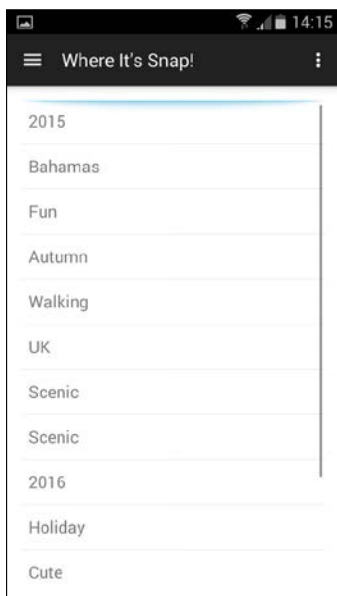 14:15
Where It's Snap!
2015
Bahamas
Fun
Autumn
Walking
UK
Scenic
Scenic
2016
Holiday
Cute